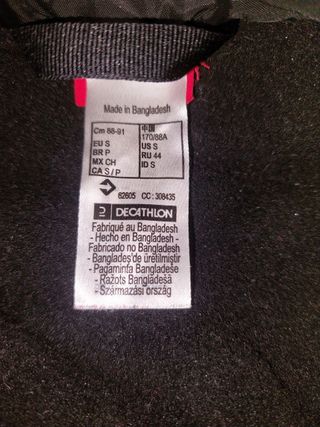 Made in Bangladesh
Cm 88-91
EU S
BR P
MX CH
CA S / P
中国
170/88A
US S
RU 44
ID S
62605 CC : 308435
DECATHLON
Fabriqué au Bangladesh
- Hecho en Bangladesh -
Fabricado no Bangladesh
- Bangladeş'de üretilmiştir
- Pagaminta Bangladeše
- Ražots Bangladeš
- Származási ország